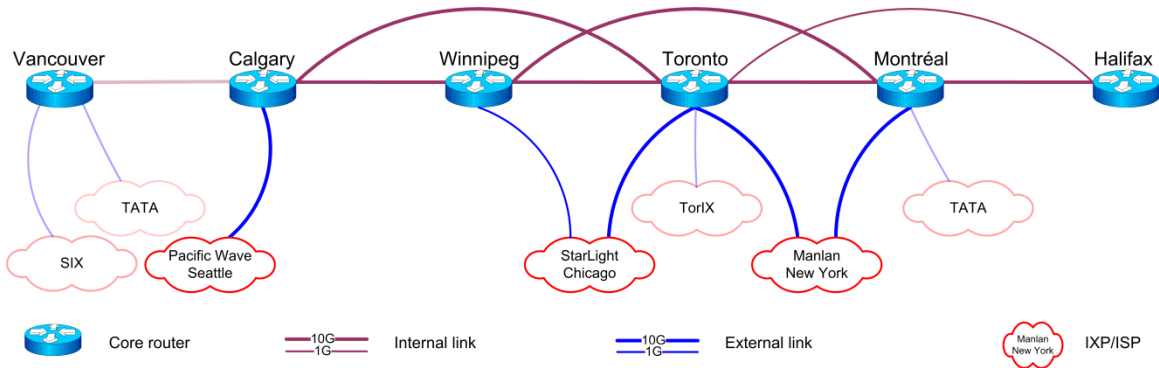 Vancouver
Calgary
Winnipeg
Toronto
Montréal
Halifax
TATA
TorIX
TATA
SIX
Pacific Wave
Seattle
StarLight
Chicago
Manlan
New York
Core router
10G
1G
Internal link
10G
1G
External link
Manlan
New York
IXP/ISP